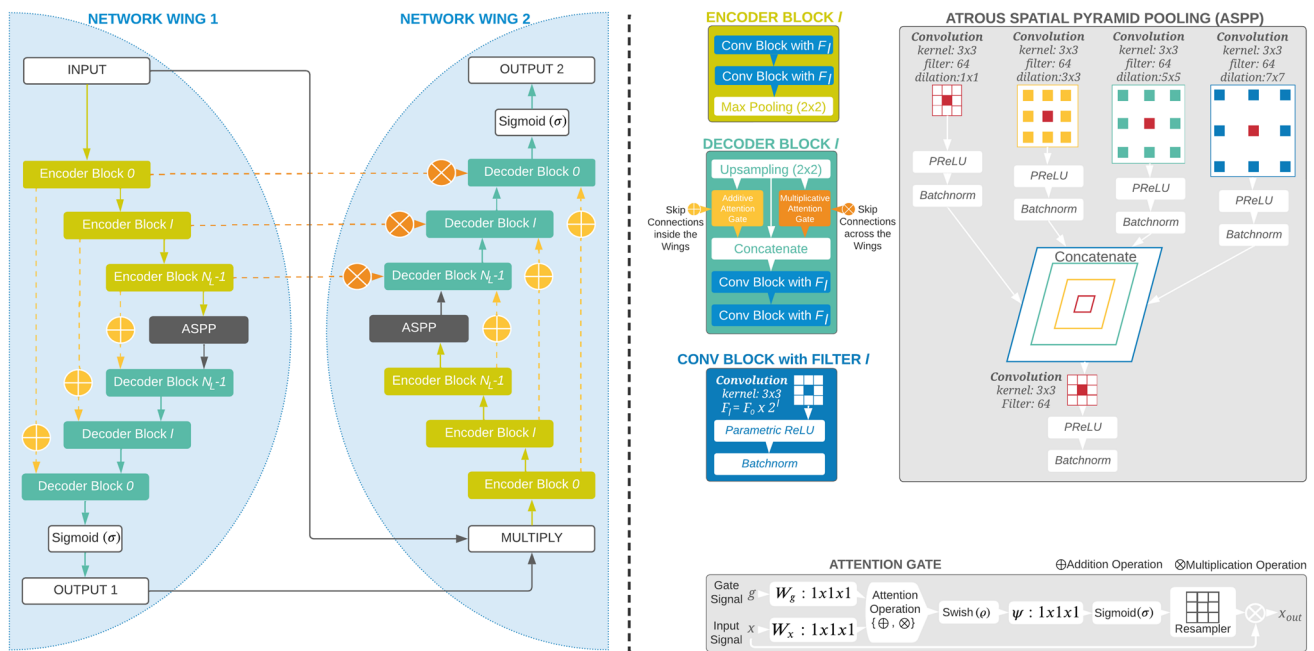 NETWORK WING 1
INPUT
Encoder Block 0
Encoder Block l
Encoder Block N_L-1
ASPP
Decoder Block N_L-1
Decoder Block l
Decoder Block 0
Sigmoid (σ)
OUTPUT 1
NETWORK WING 2
OUTPUT 2
Sigmoid (σ)
Decoder Block 0
Decoder Block l
Decoder Block N_L-1
ASPP
Encoder Block N_L-1
Encoder Block l
Encoder Block 0
MULTIPLY
ENCODER BLOCK l
Conv Block with F_l
Conv Block with F_l
Max Pooling (2x2)
DECODER BLOCK l
Upsampling (2x2)
Additive
Attention
Gate
Multiplicative
Attention
Gate
Skip
Connections
inside the
Wings
Skip
Connections
across the
Wings
Concatenate
Conv Block with F_l
Conv Block with F_l
CONV BLOCK with FILTER l
Convolution
kernel: 3x3
F_l = F_0 x 2^l
Parametric ReLU
Batchnorm
ATROUS SPATIAL PYRAMID POOLING (ASPP)
Convolution
kernel: 3x3
filter: 64
dilation:1x1
PReLU
Batchnorm
Convolution
kernel: 3x3
filter: 64
dilation:3x3
PReLU
Batchnorm
Convolution
kernel: 3x3
filter: 64
dilation:5x5
PReLU
Batchnorm
Convolution
kernel: 3x3
filter: 64
dilation:7x7
PReLU
Batchnorm
Concatenate
Convolution
kernel: 3x3
Filter: 64
PReLU
Batchnorm
ATTENTION GATE
⊕Addition Operation
⊗Multiplication Operation
Gate
Signal
g
W_g : 1x1x1
Input
Signal
x
W_x : 1x1x1
Attention
Operation
{⊕, ⊗}
Swish (ρ)
ψ : 1x1x1
Sigmoid(σ)
Resampler
x_out